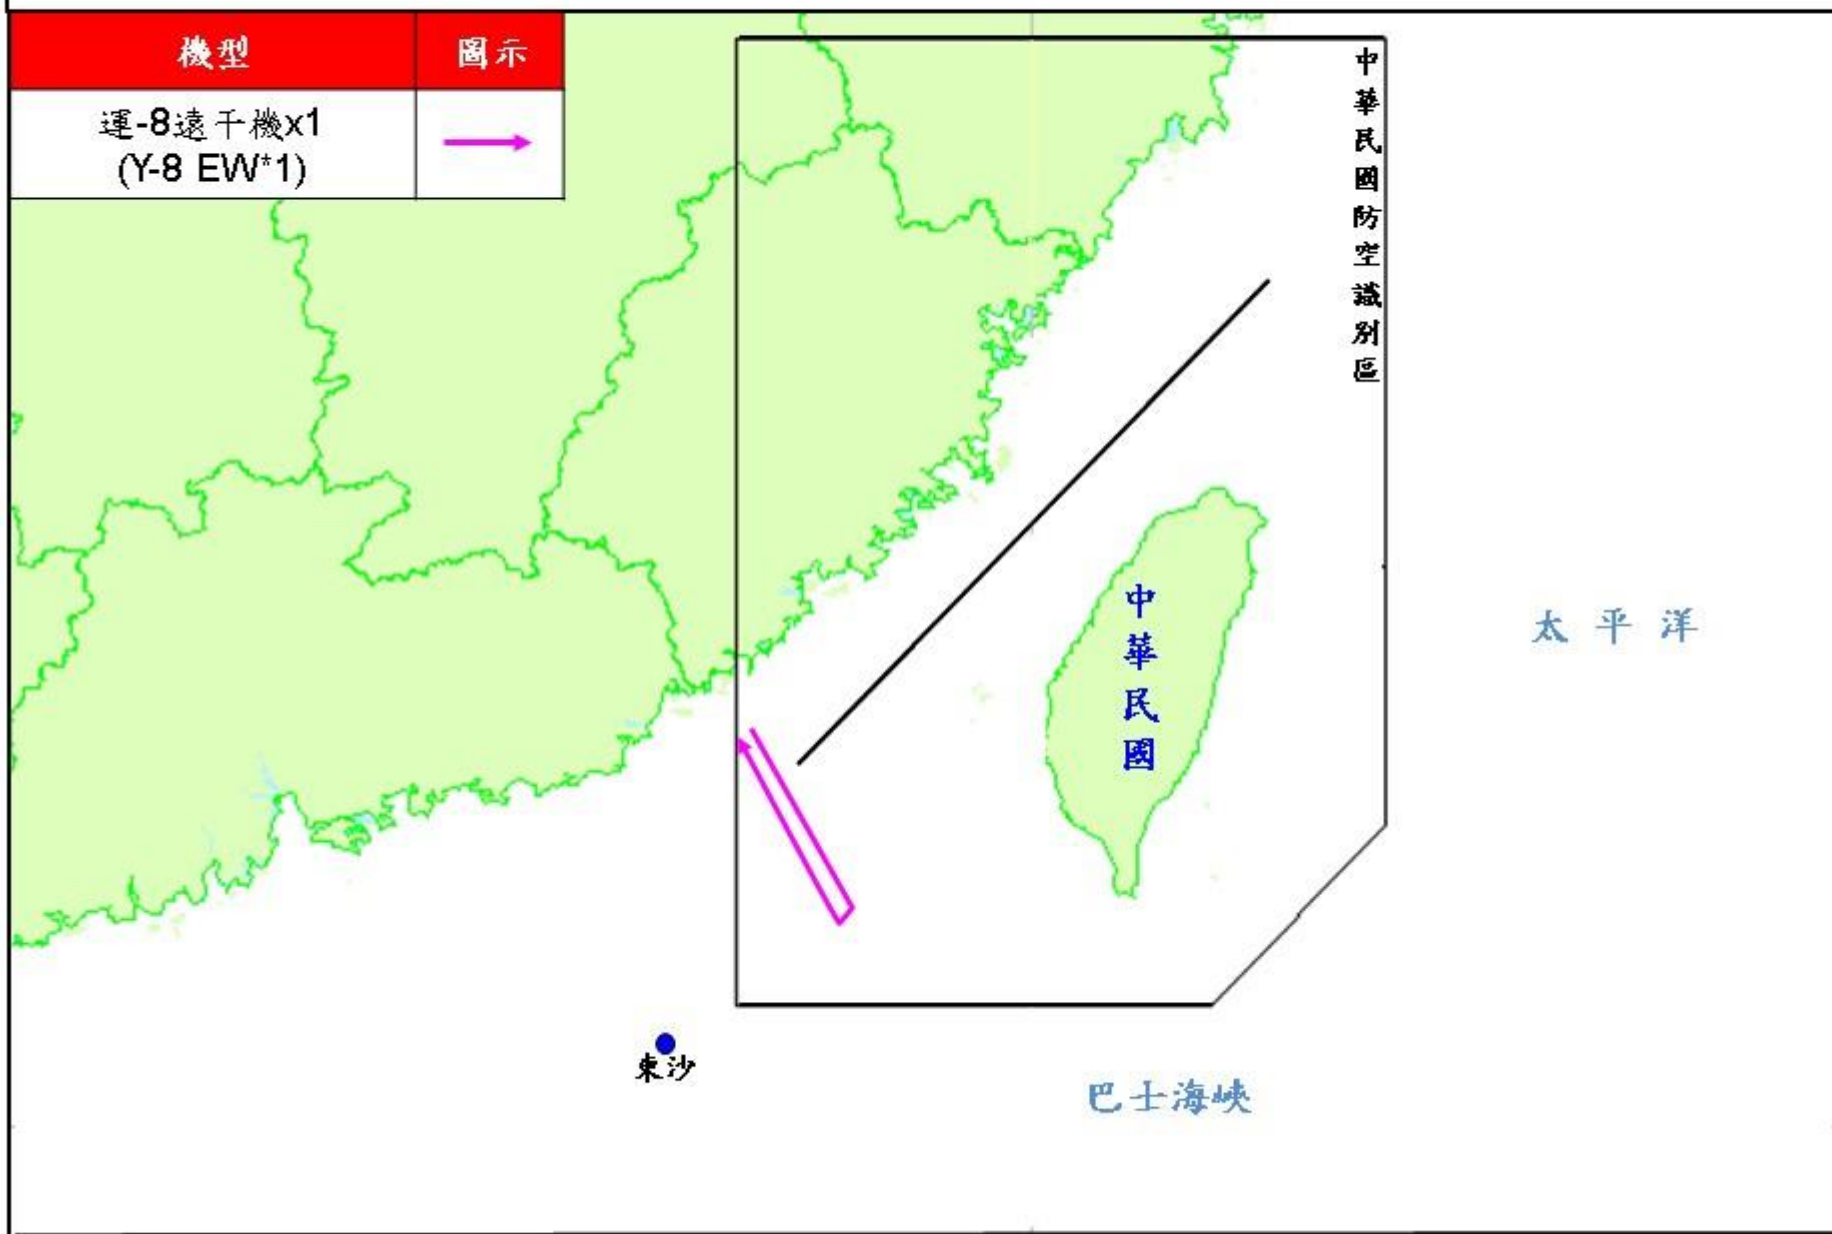 機型 圖示
運-8遠干機x1
(Y-8 EW*1)
中華民國防空識別區
中華民國
太平洋
東沙
巴士海峽